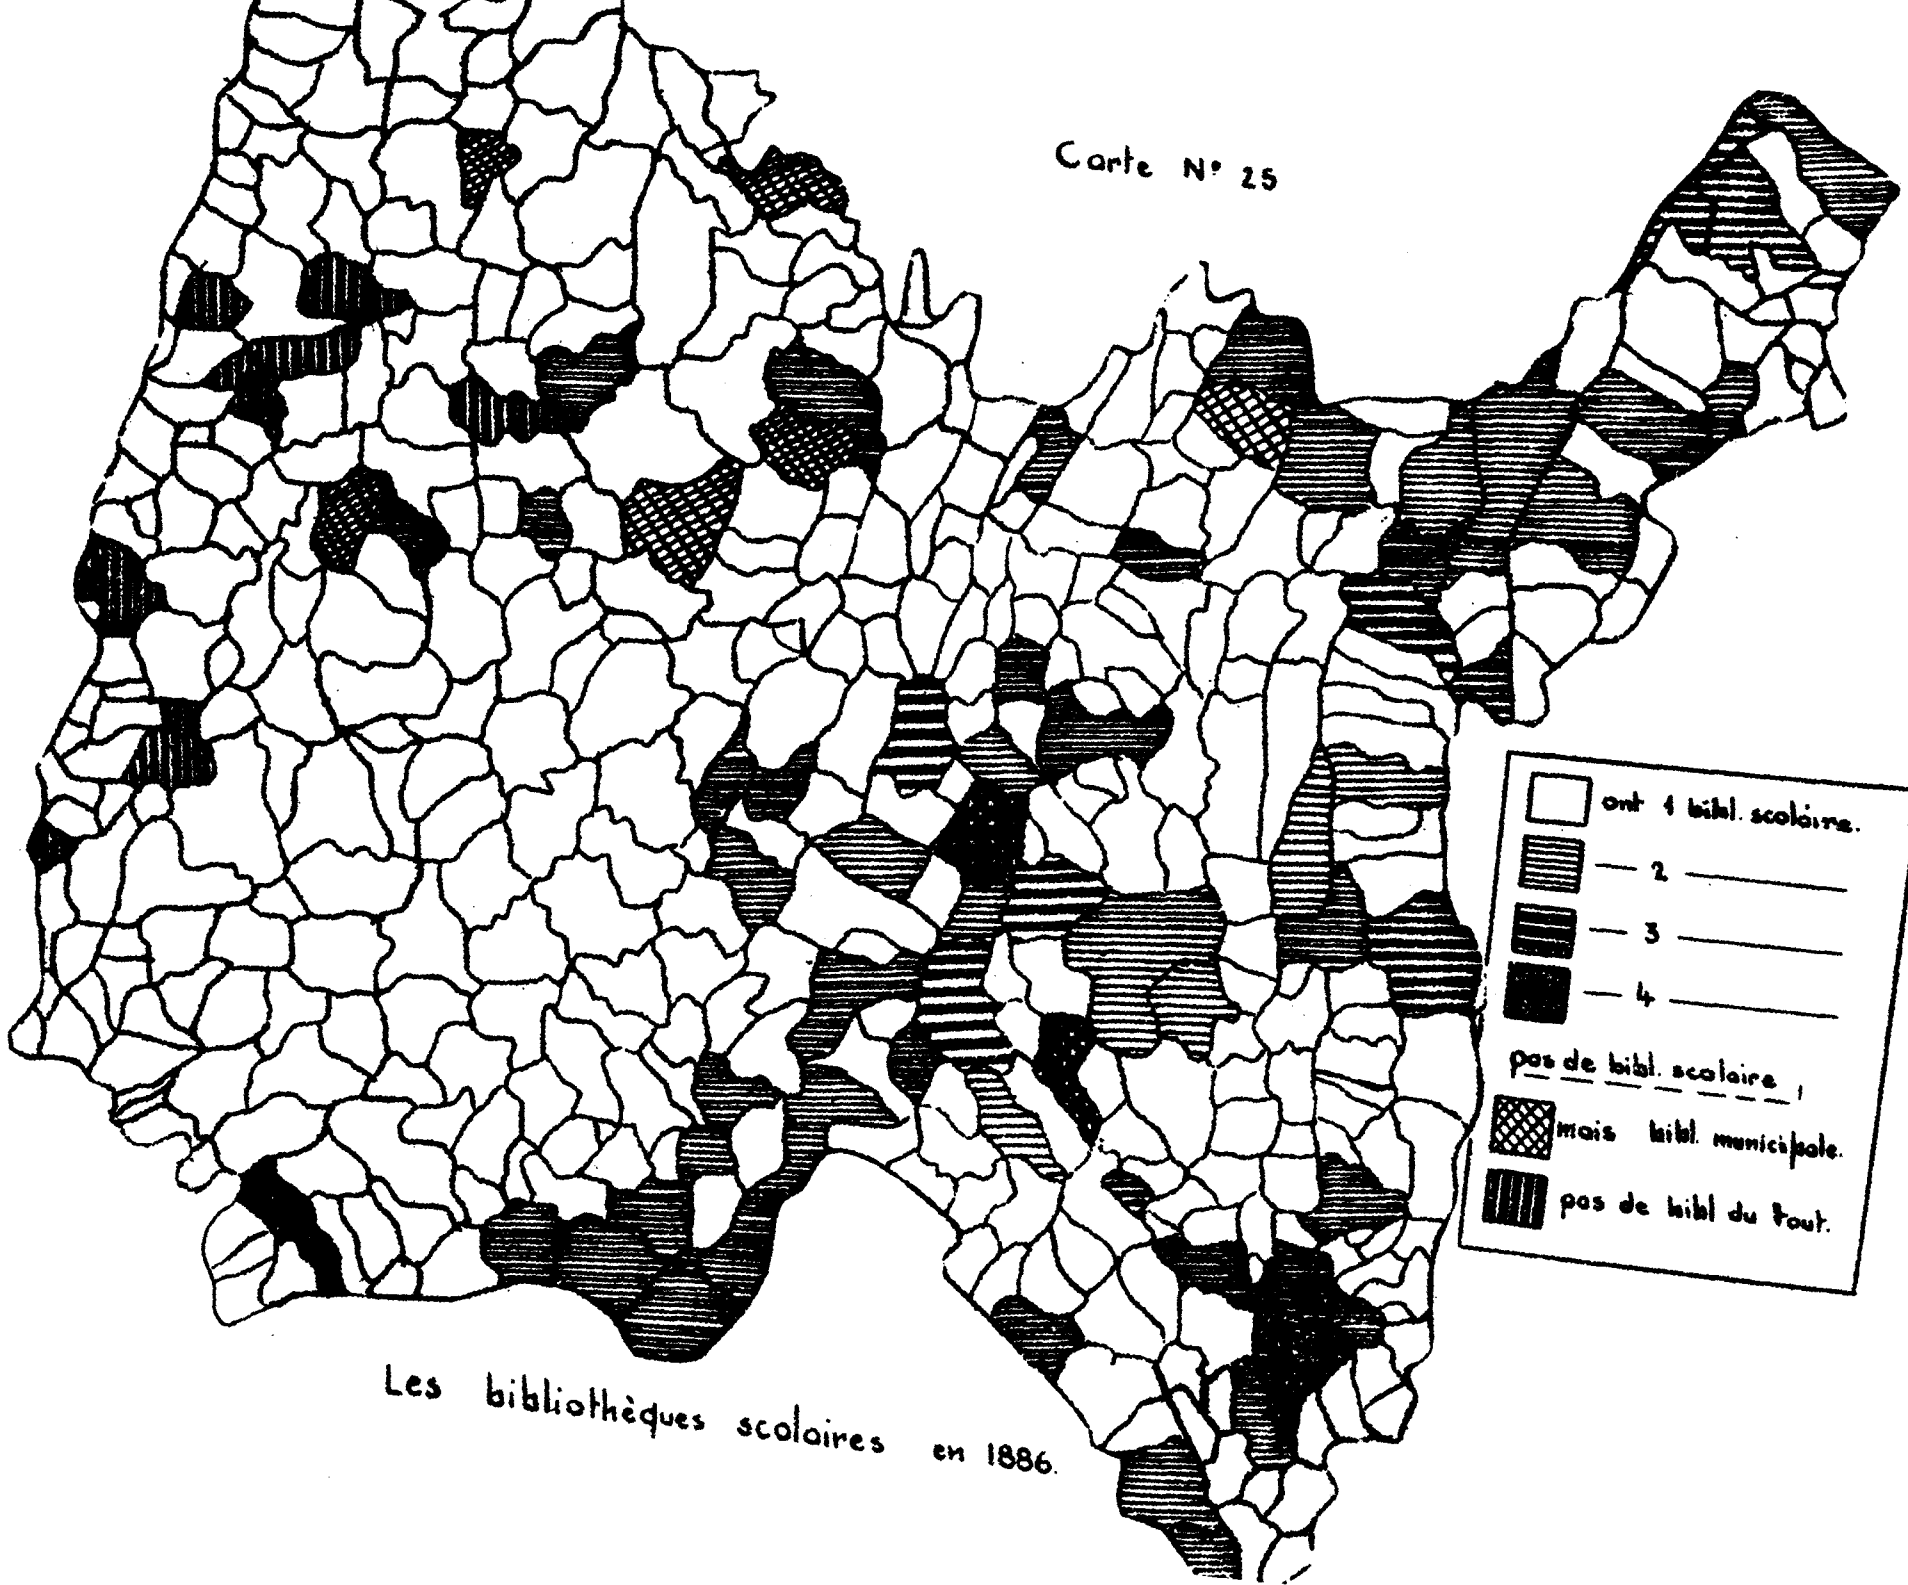 Carte N° 25
ont 1 bibl. scolaire.
— 2 —
— 3 —
— 4 —
pas de bibl. scolaire
mais bibl. municipale.
pas de bibl du tout.
Les bibliothèques scolaires en 1886.